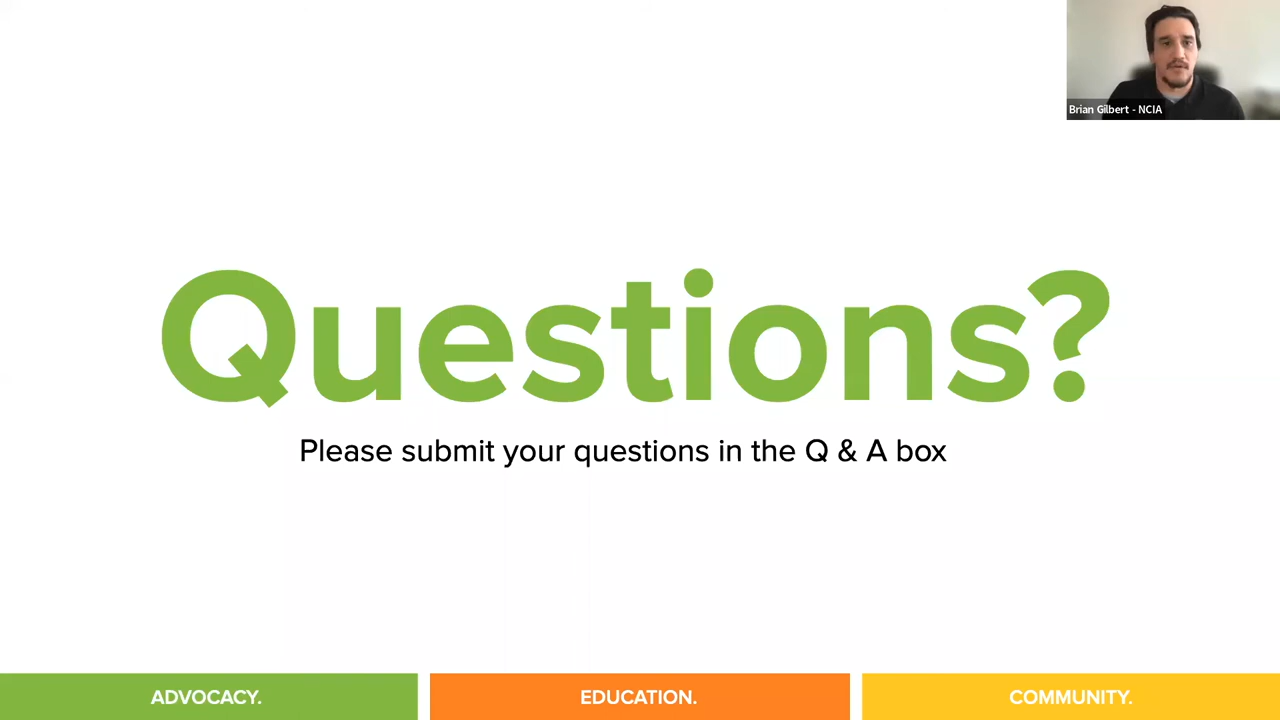 Brian Gilbert - NCIA
Questions?
Please submit your questions in the Q & A box
ADVOCACY.
EDUCATION.
COMMUNITY.